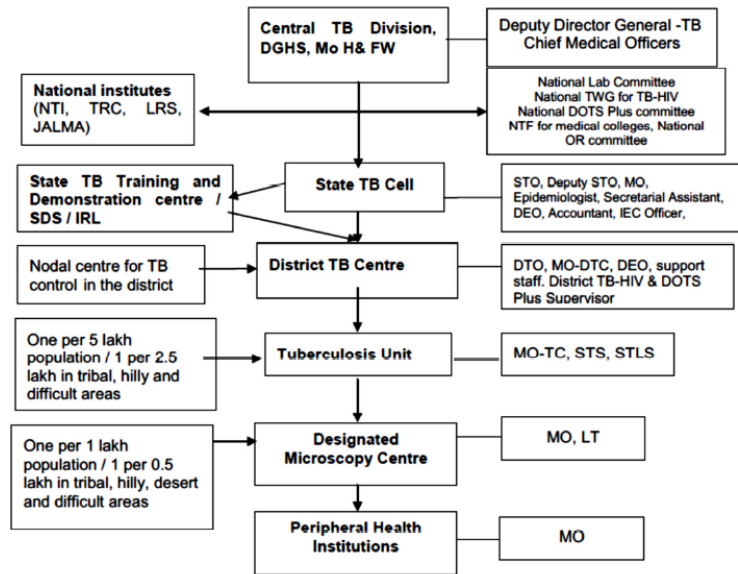 Central TB Division,
DGHS, Mo H& FW
Deputy Director General -TB
Chief Medical Officers
National institutes
(NTI, TRC, LRS,
JALMA)
National Lab Committee
National TWG for TB-HIV
National DOTS Plus committee
NTF for medical colleges, National
OR committee
State TB Training and
Demonstration centre /
SDS / IRL
State TB Cell
STO, Deputy STO, MO,
Epidemiologist, Secretarial Assistant,
DEO, Accountant, IEC Officer,
Nodal centre for TB
control in the district
District TB Centre
DTO, MO-DTC, DEO, support
staff. District TB-HIV & DOTS
Plus Supervisor
One per 5 lakh
population / 1 per 2.5
lakh in tribal, hilly and
difficult areas
Tuberculosis Unit
MO-TC, STS, STLS
One per 1 lakh
population / 1 per 0.5
lakh in tribal, hilly, desert
and difficult areas
Designated
Microscopy Centre
MO, LT
Peripheral Health
Institutions
MO